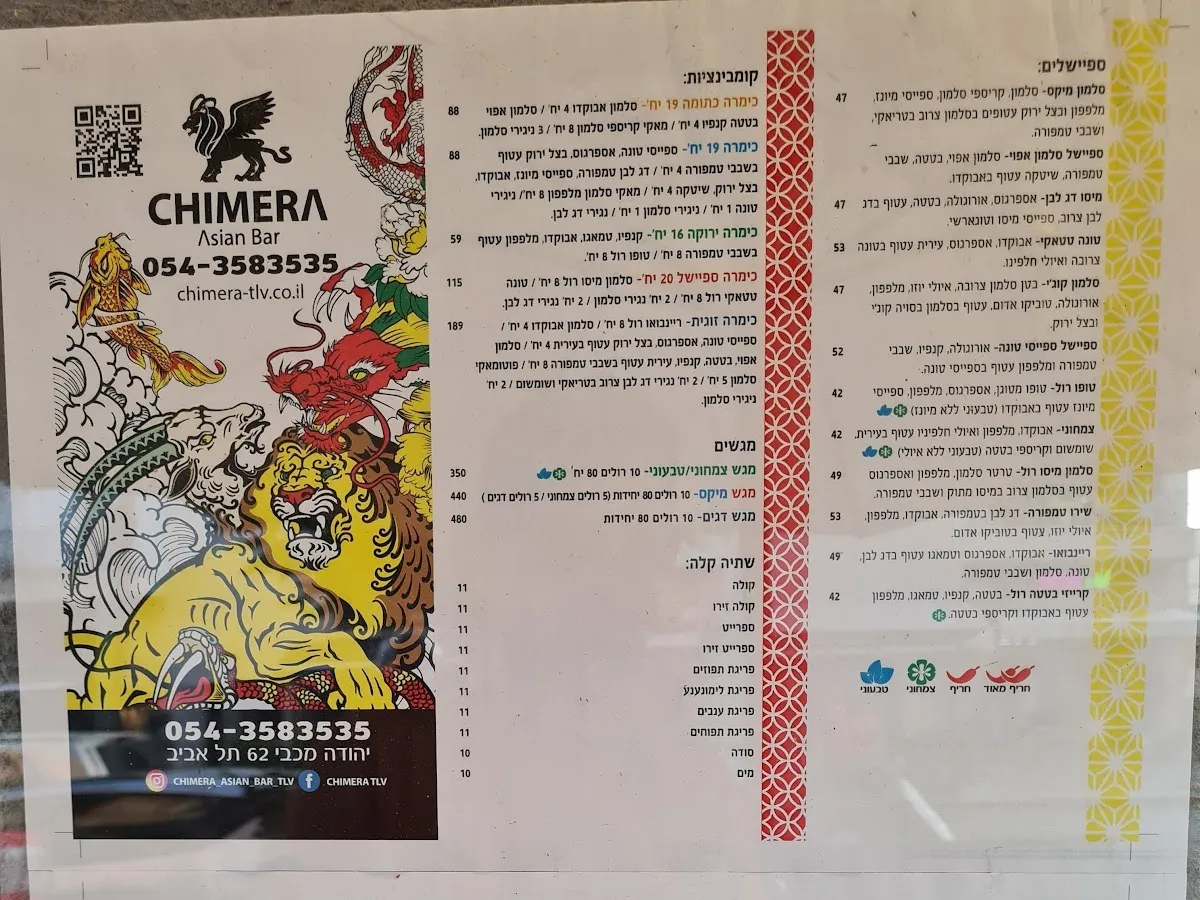 ספיישלים:
סלמון מיקס- סלמון, קריספי סלמון, ספייסי מיונז, 47
מלפפון ובצל ירוק עטופים בסלמון צרוב בטריאקי,
ושבבי טמפורה.
ספיישל סלמון אפוי- סלמון אפוי, בטטה, שבבי
טמפורה, שיטקה עטוף באבוקדו.
מיסו דג לבן- אספרגוס, אורוגולה, בטטה, עטוף בדג 47
לבן צרוב, ספייסי מיסו וטוגארשי.
טונה טטאקי- אבוקדו, אספרגוס, עירית עטוף בטונה 53
צרובה ואיולי חלפינו.
סלמון קונג'י- בטן סלמון צרובה, איולי יוזו, מלפפון, 47
אורוגולה, טוביקו אדום, עטוף בסלמון בסויה קונג'י
ובצל ירוק.
ספיישל ספייסי טונה- אורוגולה, קנפיו, שבבי 52
טמפורה ומלפפון עטוף בספייסי טונה.
טופו רול- טופו מטוגן, אספרגוס, מלפפון, ספייסי 42
מיונז עטוף באבוקדו (טבעוני ללא מיונז)
צמחוני- אבוקדו, מלפפון ואיולי חלפיניו עטוף בעירית, 42
שומשום וקריספי בטטה (טבעוני ללא איולי)
סלמון מיסו רול- טרטר סלמון, מלפפון ואספרגוס 49
עטוף בסלמון צרוב במיסו מתוק ושבבי טמפורה.
שירו טמפורה- דג לבן בטמפורה, אבוקדו, מלפפון, 53
איולי יוזו, עטוף בטוביקו אדום.
ריינבואו- אבוקדו, אספרגוס וטמאגו עטוף בדג לבן, 49
טונה, סלמון ושבבי טמפורה.
קרייזי בטטה רול- בטטה, קנפיו, טמאגו, מלפפון 42
עטוף באבוקדו וקריספי בטטה.
חריף מאוד חריף צמחוני טבעוני
קומבינציות:
כימרה כתומה 19 יח'- סלמון אבוקדו 4 יח' / סלמון אפוי 88
בטטה קנפיו 4 יח' / מאקי קריספי סלמון 8 יח' / 3 ניגירי סלמון.
כימרה 19 יח'- ספייסי טונה, אספרגוס, בצל ירוק עטוף 88
בשבבי טמפורה 4 יח' / דג לבן טמפורה, ספייסי מיונז, אבוקדו,
בצל ירוק, שיטקה 4 יח' / מאקי סלמון מלפפון 8 יח'/ ניגירי
טונה 1 יח' / ניגירי סלמון 1 יח' / נגירי דג לבן.
כימרה ירוקה 16 יח'- קנפיו, טמאגו, אבוקדו, מלפפון עטוף 59
בשבבי טמפורה 8 יח' / טופו רול 8 יח'.
כימרה ספיישל 20 יח'- סלמון מיסו רול 8 יח' / טונה 115
טטאקי רול 8 יח' / 2 יח' נגירי סלמון / 2 יח' נגירי דג לבן.
כימרה זוגית- ריינבואו רול 8 יח' / סלמון אבוקדו 4 יח' / 189
ספייסי טונה, אספרגוס, בצל ירוק עטוף בעירית 4 יח' / סלמון
אפוי, בטטה, קנפיו, עירית עטוף בשבבי טמפורה 8 יח' / פוטומאקי
סלמון 5 יח' / 2 יח' נגירי דג לבן צרוב בטריאקי ושומשום / 2 יח'
ניגירי סלמון.
מגשים
מגש צמחוני/טבעוני- 10 רולים 80 יח' 350
מגש מיקס- 10 רולים 80 יחידות (5 רולים צמחוני / 5 רולים דגים ) 440
מגש דגים- 10 רולים 80 יחידות 480
שתיה קלה:
קולה 11
קולה זירו 11
ספרייט 11
ספרייט זירו 11
פריגת תפוזים 11
פריגת לימונענע 11
פריגת ענבים 11
פריגת תפוחים 11
סודה 10
מים 10
CHIMERA
Asian Bar
054-3583535
chimera-tlv.co.il
054-3583535
יהודה מכבי 62 תל אביב
CHIMERA_ASIAN_BAR_TLV CHIMERA TLV